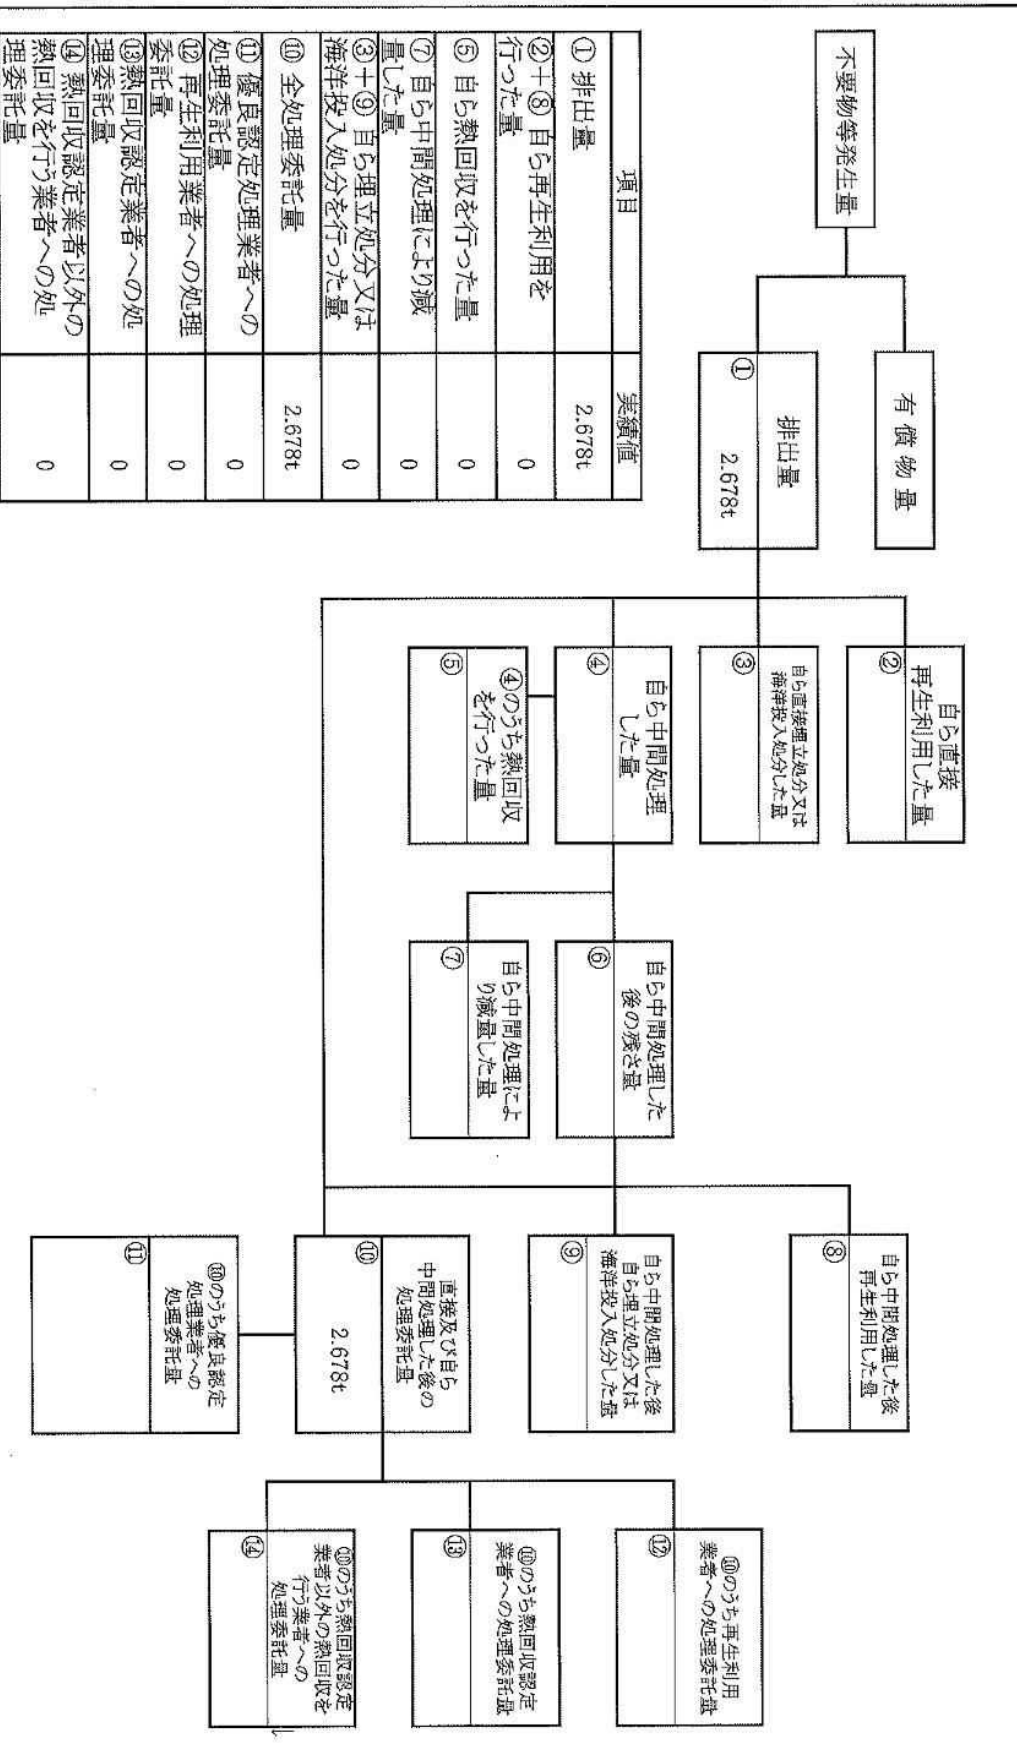 不要物等発生量
有 償 物 量
排出量
①
2.678t
自ら直接
再生利用した量
②
自ら直接埋立処分又は
海洋投入処分した量
③
自ら中間処理
した量
④
④のうち熱回収
を行った量
⑤
自ら中間処理した
後の残さ量
⑥
自ら中間処理によ
り減量した量
⑦
自ら中間処理した後
再生利用した量
⑧
自ら中間処理した後
自ら埋立処分又は
海洋投入処分した量
⑨
直接及び自ら
中間処理した後の
処理委託量
⑩
2.678t
⑩のうち優良認定
処理業者への
処理委託量
⑪
⑩のうち再生利用
業者への処理委託量
⑫
⑩のうち熱回収認定
業者への処理委託量
⑬
⑩のうち熱回収認定
業者以外の熱回収を
行う業者への
処理委託量
⑭
項目
実績値
① 排出量
2.678t
②+⑧ 自ら再生利用を
行った量
0
⑤ 自ら熱回収を行った量
0
⑦ 自ら中間処理により減
量した量
0
③+⑨ 自ら埋立処分又は
海洋投入処分を行った量
0
⑩ 全処理委託量
2.678t
⑪ 優良認定処理業者への
処理委託量
0
⑫ 再生利用業者への処理
委託量
0
⑬熱回収認定業者への処
理委託量
0
⑭ 熱回収認定業者以外の
熱回収を行う業者への処
理委託量
0